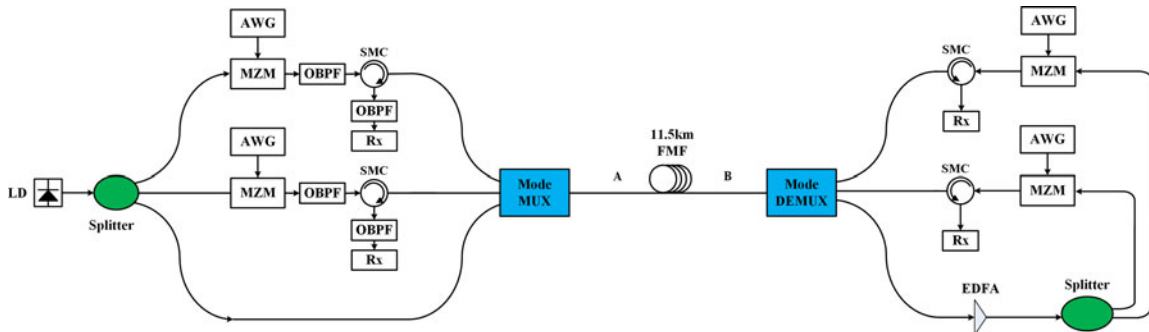 AWG
MZM
OBPF
SMC
OBPF
Rx
AWG
MZM
OBPF
SMC
OBPF
Rx
LD
Splitter
Mode
MUX
A
11.5km
FMF
B
Mode
DEMUX
SMC
Rx
AWG
MZM
SMC
Rx
AWG
MZM
EDFA
Splitter